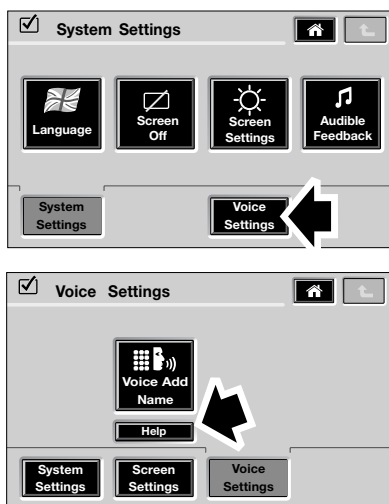 System Settings
Language
Screen
Off
Screen
Settings
Audible
Feedback
System
Settings
Voice
Settings
Voice Settings
Voice Add
Name
Help
System
Settings
Screen
Settings
Voice
Settings